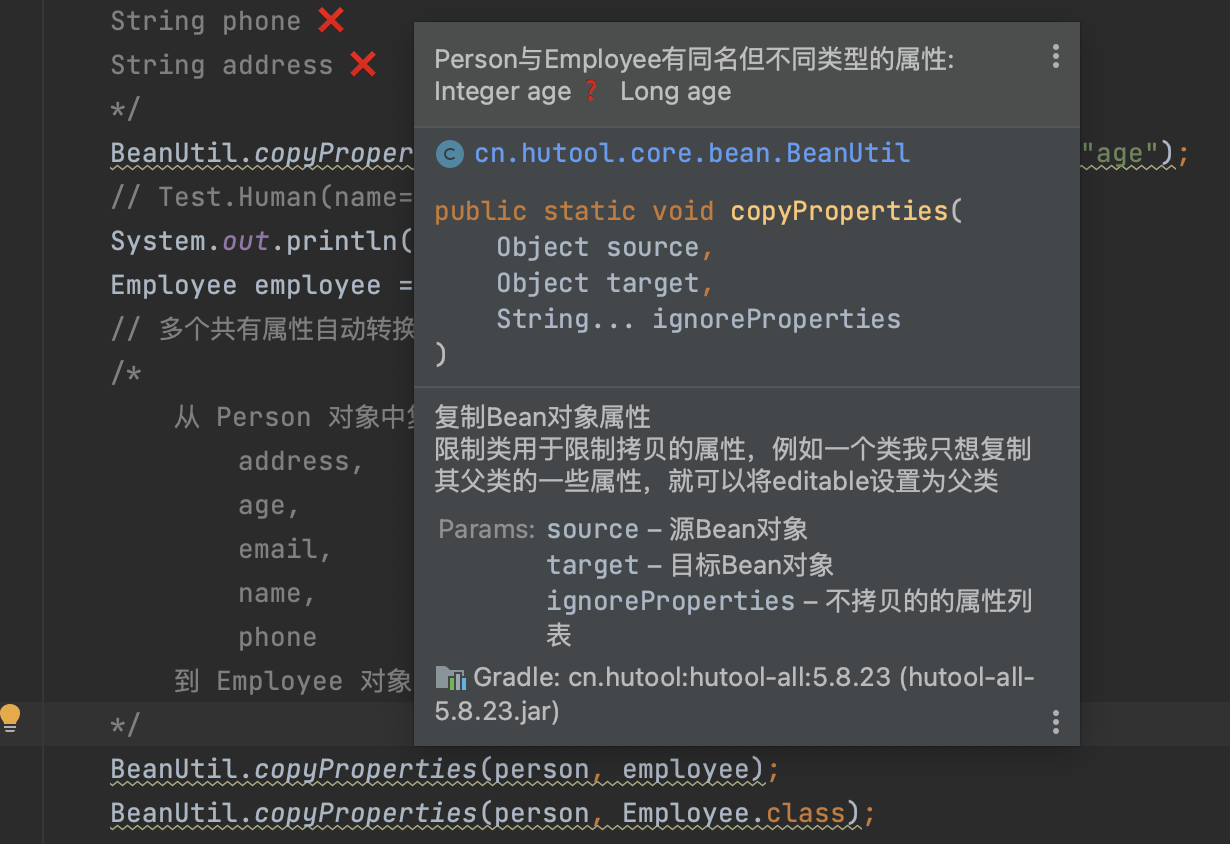 String phone ❌
String address ❌
*/
BeanUtil.copyProper
"age");
// Test.Human(name=
System.out.println(
Employee employee =
// 多个共有属性自动转换
/*
从 Person 对象中复
address,
age,
email,
name,
phone
到 Employee 对象
*/
BeanUtil.copyProperties(person, employee);
BeanUtil.copyProperties(person, Employee.class);
Person与Employee有同名但不同类型的属性:
Integer age ❓ Long age
C cn.hutool.core.bean.BeanUtil
public static void copyProperties(
Object source,
Object target,
String... ignoreProperties
)
复制Bean对象属性
限制类用于限制拷贝的属性，例如一个类我只想复制
其父类的一些属性，就可以将editable设置为父类
Params: source – 源Bean对象
target – 目标Bean对象
ignoreProperties – 不拷贝的的属性列
表
Gradle: cn.hutool:hutool-all:5.8.23 (hutool-all-
5.8.23.jar)